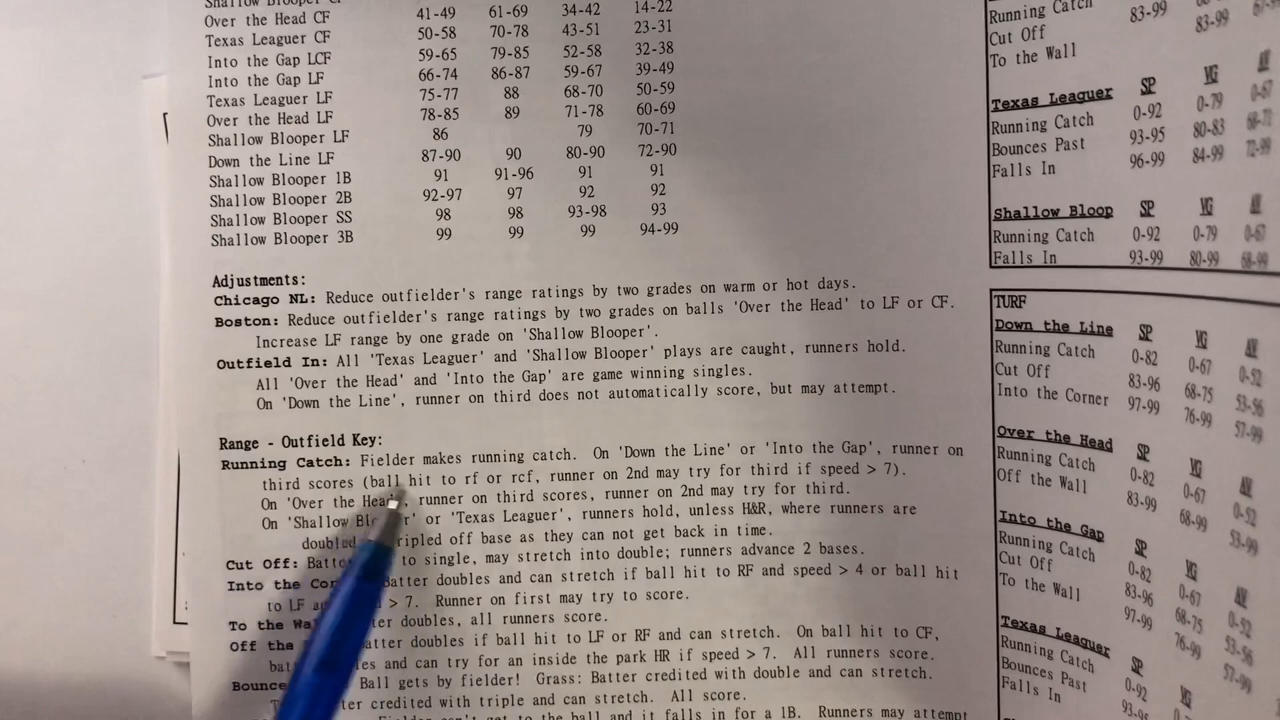 Over the Head CF 41-49 61-69 34-42 14-22
Texas Leaguer CF 50-58 70-78 43-51 23-31
Into the Gap LCF 59-65 79-85 52-58 32-38
Into the Gap LF 66-74 86-87 59-67 39-49
Texas Leaguer LF 75-77 88 68-70 50-59
Over the Head LF 78-85 89 71-78 60-69
Shallow Blooper LF 86 79 70-71
Down the Line LF 87-90 90 80-90 72-90
Shallow Blooper 1B 91 91-96 91 91
Shallow Blooper 2B 92-97 97 92 92
Shallow Blooper SS 98 98 93-98 93
Shallow Blooper 3B 99 99 99 94-99
Adjustments:
Chicago NL: Reduce outfielder's range ratings by two grades on warm or hot days.
Boston: Reduce outfielder's range ratings by two grades on balls 'Over the Head' to LF or CF.
Increase LF range by one grade on 'Shallow Blooper'.
Outfield In: All 'Texas Leaguer' and 'Shallow Blooper' plays are caught, runners hold.
All 'Over the Head' and 'Into the Gap' are game winning singles.
On 'Down the Line', runner on third does not automatically score, but may attempt.
Range - Outfield Key:
Running Catch: Fielder makes running catch. On 'Down the Line' or 'Into the Gap', runner on
third scores (ball hit to rf or rcf, runner on 2nd may try for third if speed > 7).
On 'Over the Head', runner on third scores, runner on 2nd may try for third.
On 'Shallow or 'Texas Leaguer', runners hold, unless H&R, where runners are
doubled off base as they can not get back in time.
Cut Off: to single, may stretch into double; runners advance 2 bases.
Into the Batter doubles and can stretch if ball hit to RF and speed > 4 or ball hit
to LF > 7. Runner on first may try to score.
To the doubles, all runners score.
Off the Batter doubles if ball hit to LF or RF and can stretch. On ball hit to CF,
and can try for an inside the park HR if speed > 7. All runners score.
Ball gets by fielder! Grass: Batter credited with double and can stretch.
credited with triple and can stretch. All score.
to the ball and it falls in for a 1B. Runners may attempt
Running Catch
Cut Off 83-99 83-99
To the Wall
Texas Leaguer SP VG AV
Running Catch 0-92 0-79 0-67
Bounces Past 93-95 80-83 68-71
Falls In 96-99 84-99 72-99
Shallow Bloop SP VG AV
Running Catch 0-92 0-79 0-67
Falls In 93-99 80-99 68-99
TURF
Down the Line SP VG AV
Running Catch 0-82 0-67 0-52
Cut Off 83-96 68-75 53-56
Into the Corner 97-99 76-99 57-99
Over the Head SP VG AV
Running Catch 0-82 0-67 0-52
Off the Wall 83-99 68-99 53-99
Into the Gap SP VG AV
Running Catch 0-82 0-67 0-52
Cut Off 83-96 68-75 53-56
To the Wall 97-99 76-99 57-99
Texas Leaguer SP VG
Running Catch 0-92
Bounces Past
Falls In